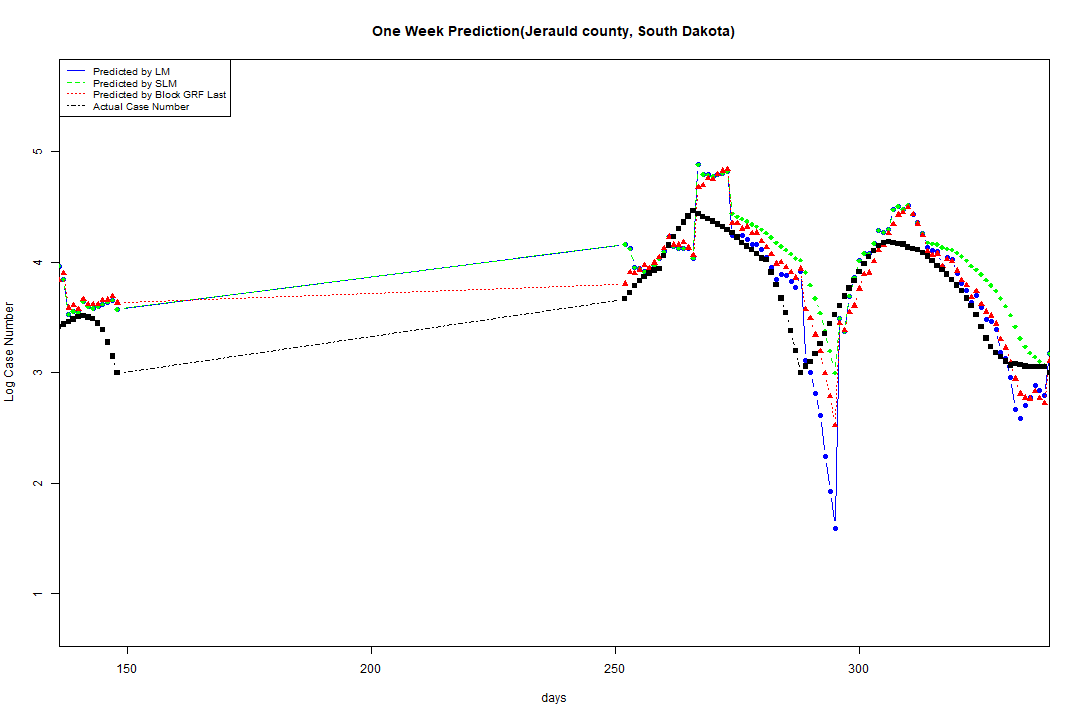 One Week Prediction(Jerauld county, South Dakota)
Predicted by LM
Predicted by SLM
Predicted by Block GRF Last
Actual Case Number
5
4
3
2
1
Log Case Number
150 200 250 300
days